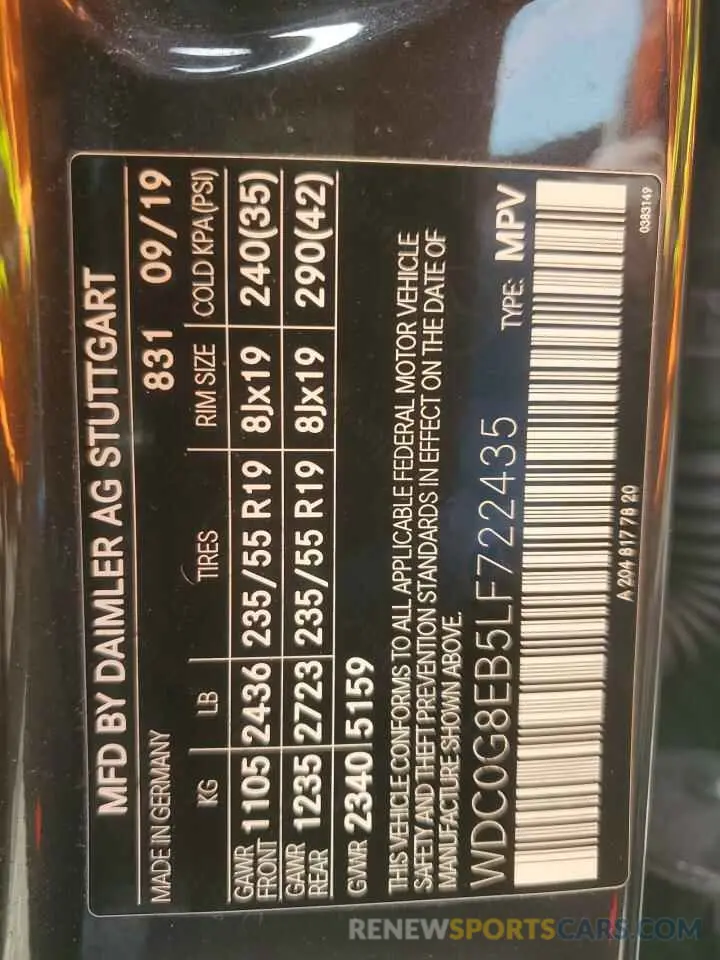 MFD BY DAIMLER AG STUTTGART
MADE IN GERMANY 831 09/19
KG LB TIRES RIM SIZE COLD KPA (PSI)
GAWR FRONT 1105 2436 235/55 R19 8Jx19 240(35)
GAWR REAR 1235 2723 235/55 R19 8Jx19 290(42)
GVWR 2340 5159
THIS VEHICLE CONFORMS TO ALL APPLICABLE FEDERAL MOTOR VEHICLE
SAFETY AND THEFT PREVENTION STANDARDS IN EFFECT ON THE DATE OF
MANUFACTURE SHOWN ABOVE.
WDC0G8EB5LF722435 TYPE: MPV
A 204 817 78 20 0383149
RENEWSPORTSCARS.COM